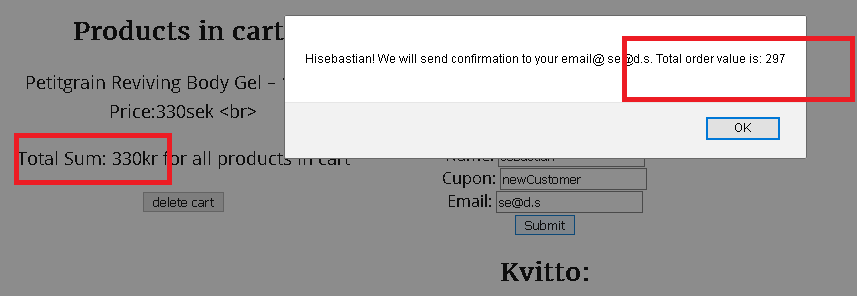 Products in cart
Hisebastian! We will send confirmation to your email@ se@d.s. Total order value is: 297
OK
Petitgrain Reviving Body Gel –
Price:330sek <br>
Total Sum: 330kr for all products in cart
delete cart
Name: sebastian
Cupon: newCustomer
Email: se@d.s
Submit
Kvitto: